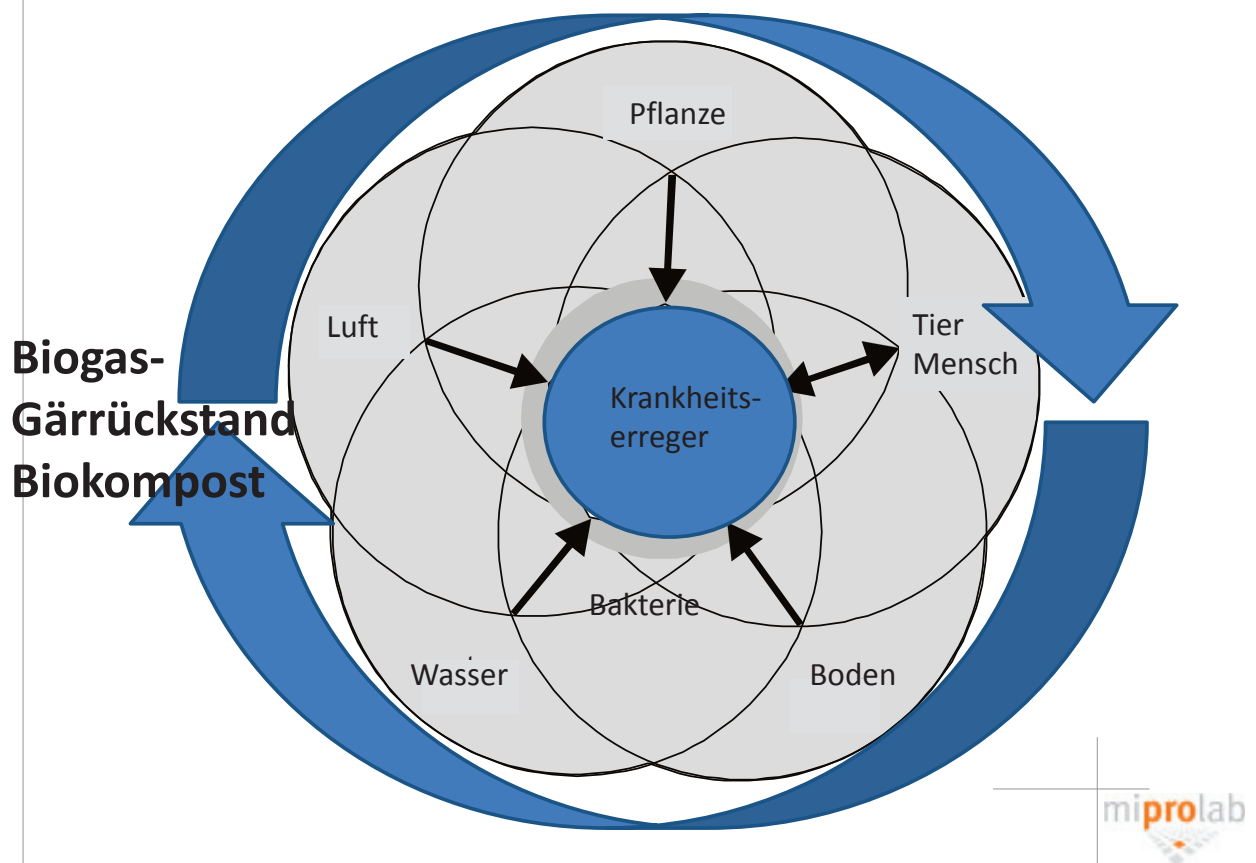 Pflanze
Luft
Tier
Mensch
Biogas-
Gärrückstand
Biokompost
Krankheits-
erreger
Bakterie
Wasser
Boden
miprolab